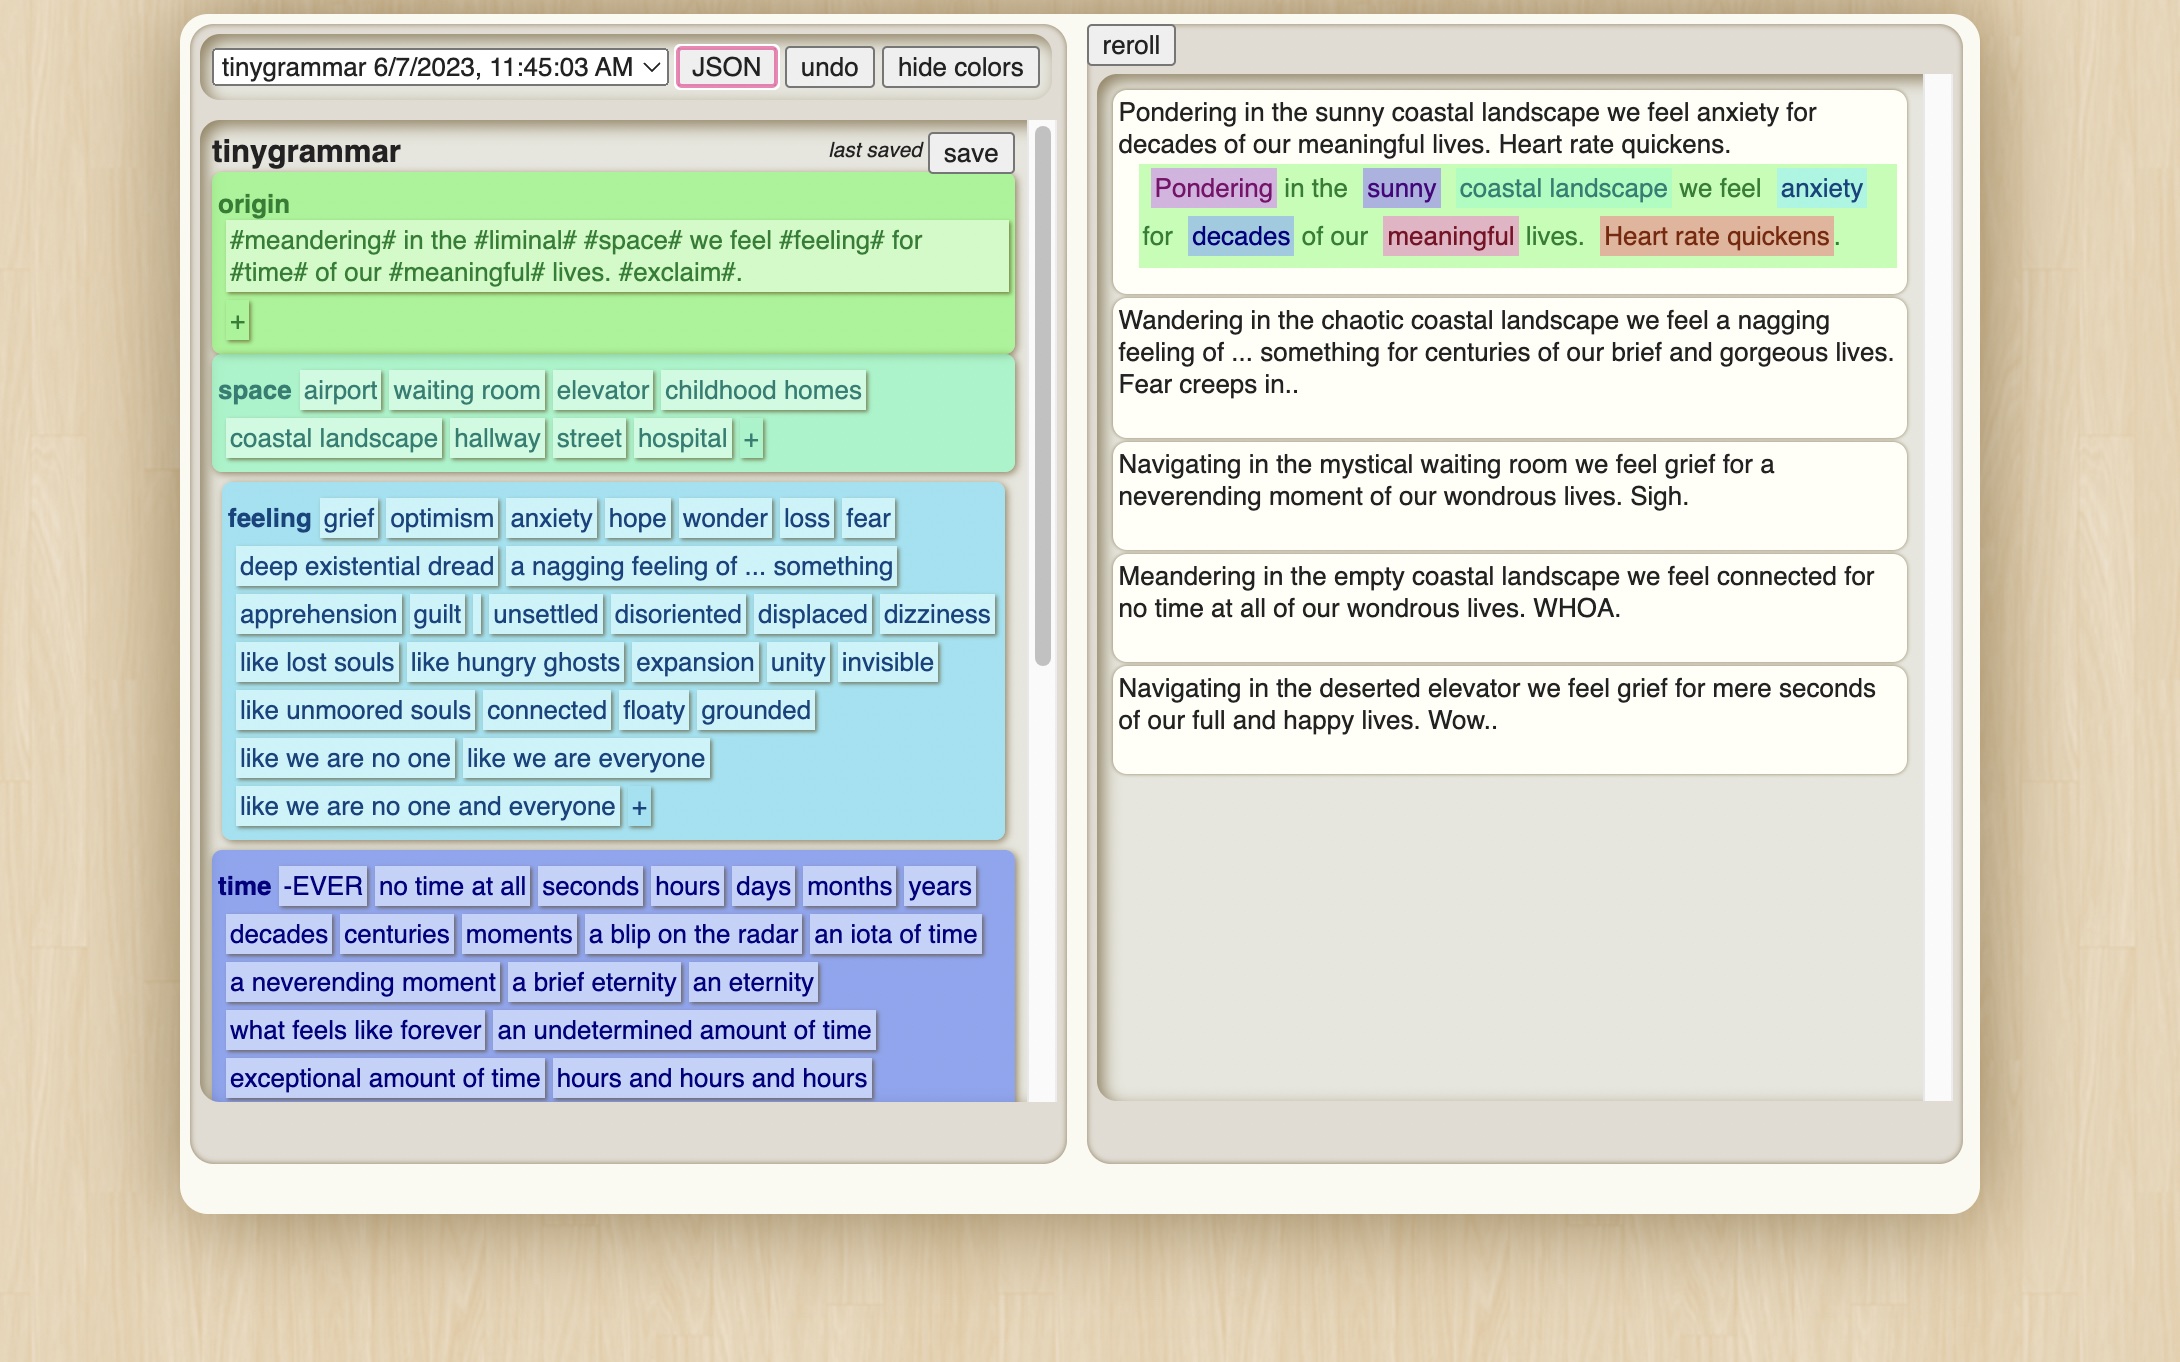 tinygrammar 6/7/2023, 11:45:03 AM JSON undo hide colors
tinygrammar last saved save
origin
#meandering# in the #liminal# #space# we feel #feeling# for
#time# of our #meaningful# lives. #exclaim#.
+
space airport waiting room elevator childhood homes
coastal landscape hallway street hospital +
feeling grief optimism anxiety hope wonder loss fear
deep existential dread a nagging feeling of ... something
apprehension guilt unsettled disoriented displaced dizziness
like lost souls like hungry ghosts expansion unity invisible
like unmoored souls connected floaty grounded
like we are no one like we are everyone
like we are no one and everyone +
time -EVER no time at all seconds hours days months years
decades centuries moments a blip on the radar an iota of time
a neverending moment a brief eternity an eternity
what feels like forever an undetermined amount of time
exceptional amount of time hours and hours and hours
reroll
Pondering in the sunny coastal landscape we feel anxiety for
decades of our meaningful lives. Heart rate quickens.
Pondering in the sunny coastal landscape we feel anxiety
for decades of our meaningful lives. Heart rate quickens.
Wandering in the chaotic coastal landscape we feel a nagging
feeling of ... something for centuries of our brief and gorgeous lives.
Fear creeps in..
Navigating in the mystical waiting room we feel grief for a
neverending moment of our wondrous lives. Sigh.
Meandering in the empty coastal landscape we feel connected for
no time at all of our wondrous lives. WHOA.
Navigating in the deserted elevator we feel grief for mere seconds
of our full and happy lives. Wow..